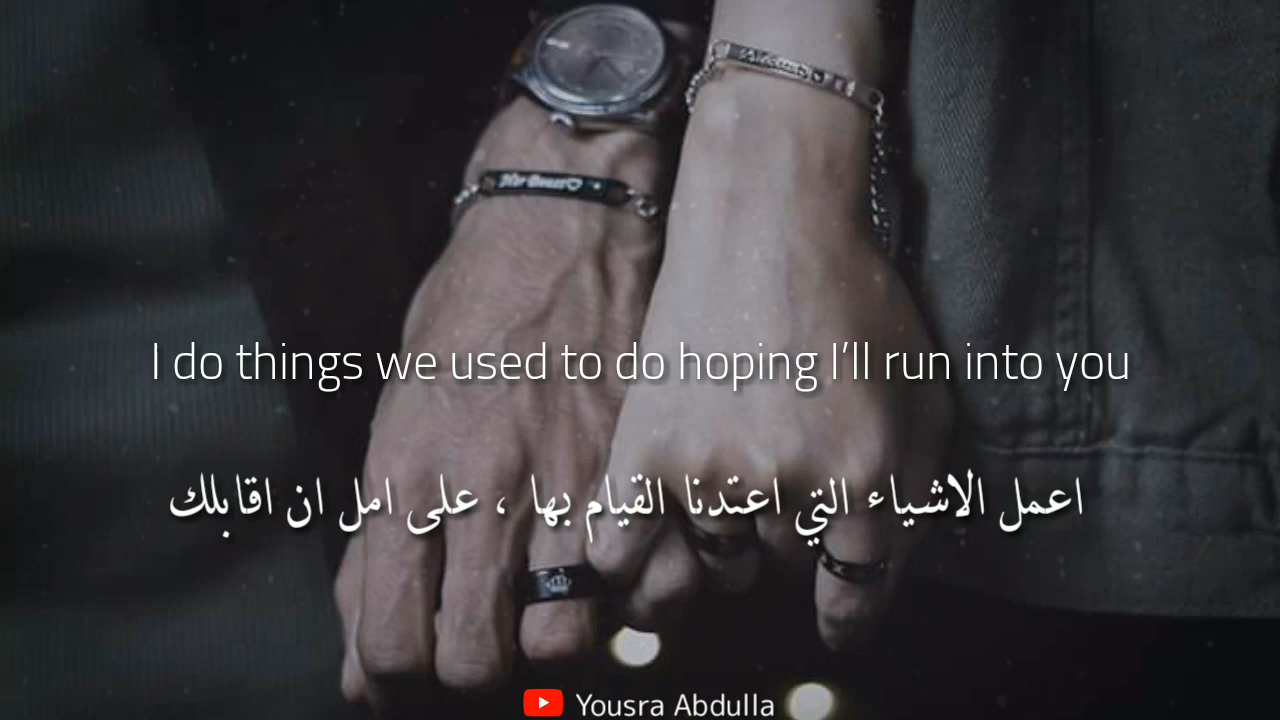 I do things we used to do hoping I’ll run into you
اعمل الاشياء التي اعتدنا القيام بها ، على امل ان اقابلك
Yousra Abdulla